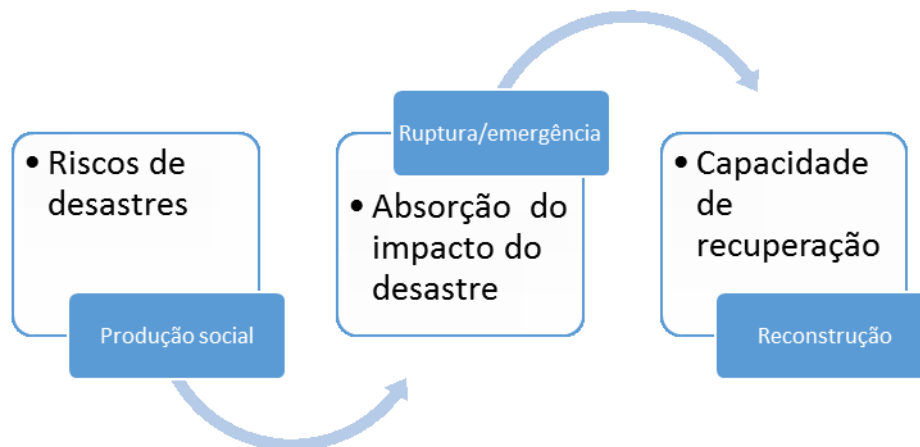 • Riscos de
desastres
Produção social
Ruptura/emergência
• Absorção do
impacto do
desastre
• Capacidade
de
recuperação
Reconstrução